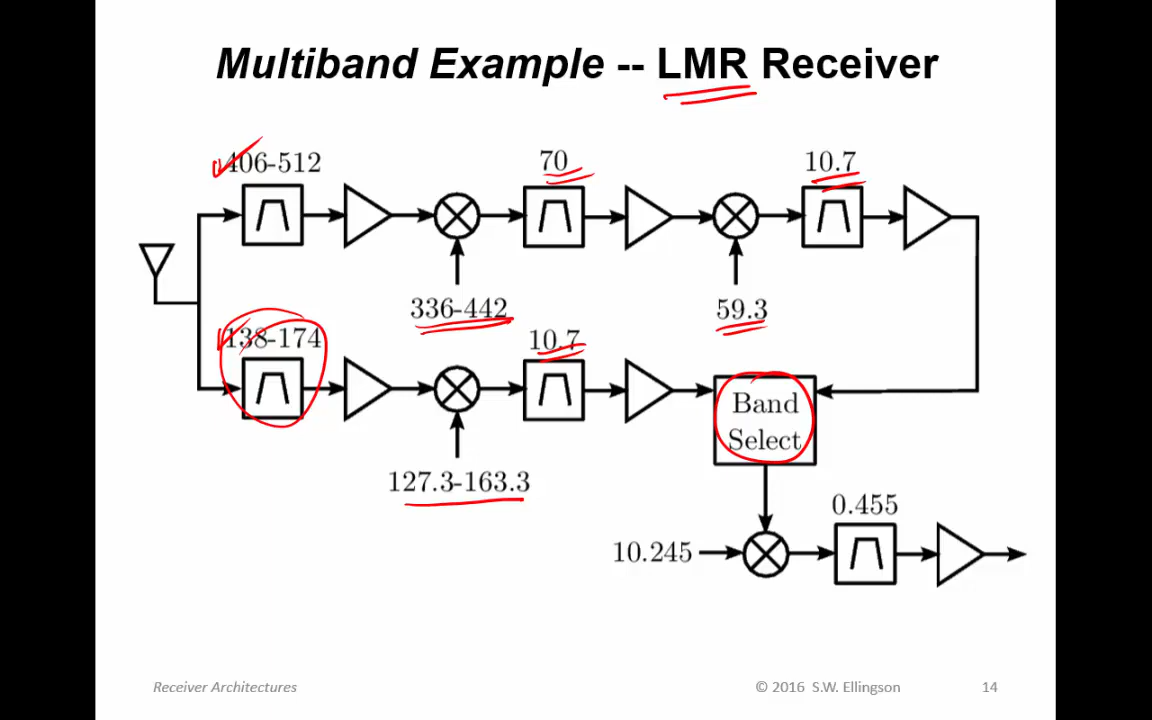 Multiband Example -- LMR Receiver
406-512
70
10.7
336-442
59.3
138-174
10.7
Band
Select
127.3-163.3
0.455
10.245
Receiver Architectures
© 2016 S.W. Ellingson
14